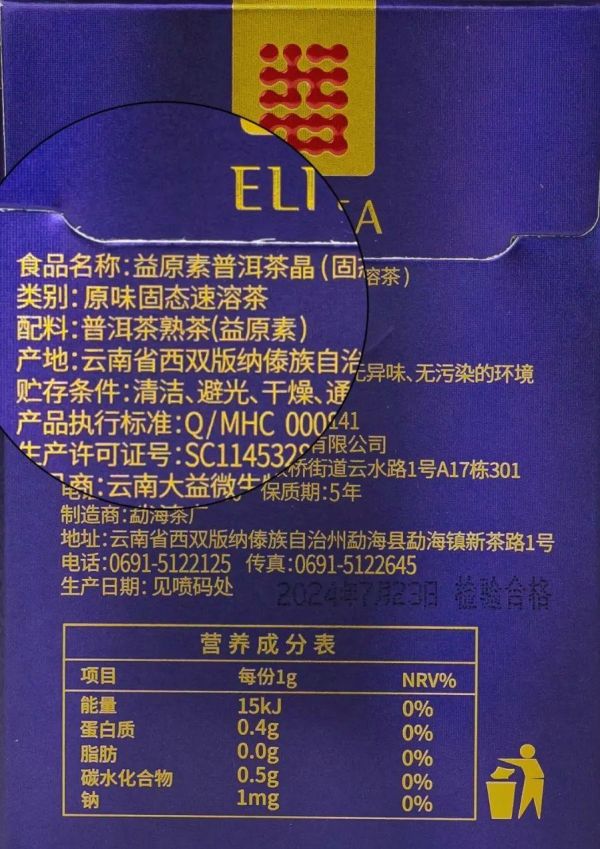 ELI
TA
食品名称:益原素普洱茶晶(固
溶茶)
类别:原味固态速溶茶
配料:普洱茶熟茶(益原素)
产地:云南省西双版纳傣族自治
贮存条件:清洁、避光、干燥、通
无异味、无污染的环境
产品执行标准:Q/MHC 000
41
生产许可证号:SC114532
有限公司
桥街道云水路1号A17栋301
商:云南大益微生
保质期:5年
制造商:勐海茶厂
地址:云南省西双版纳傣族自治州勐海县勐海镇新茶路1号
电话:0691-5122125 传真:0691-5122645
生产日期:见喷码处
2024年7月23日 检验合格
营养成分表
项目 每份1g NRV%
能量 15kJ 0%
蛋白质 0.4g 0%
脂肪 0.0g 0%
碳水化合物 0.5g 0%
钠 1mg 0%